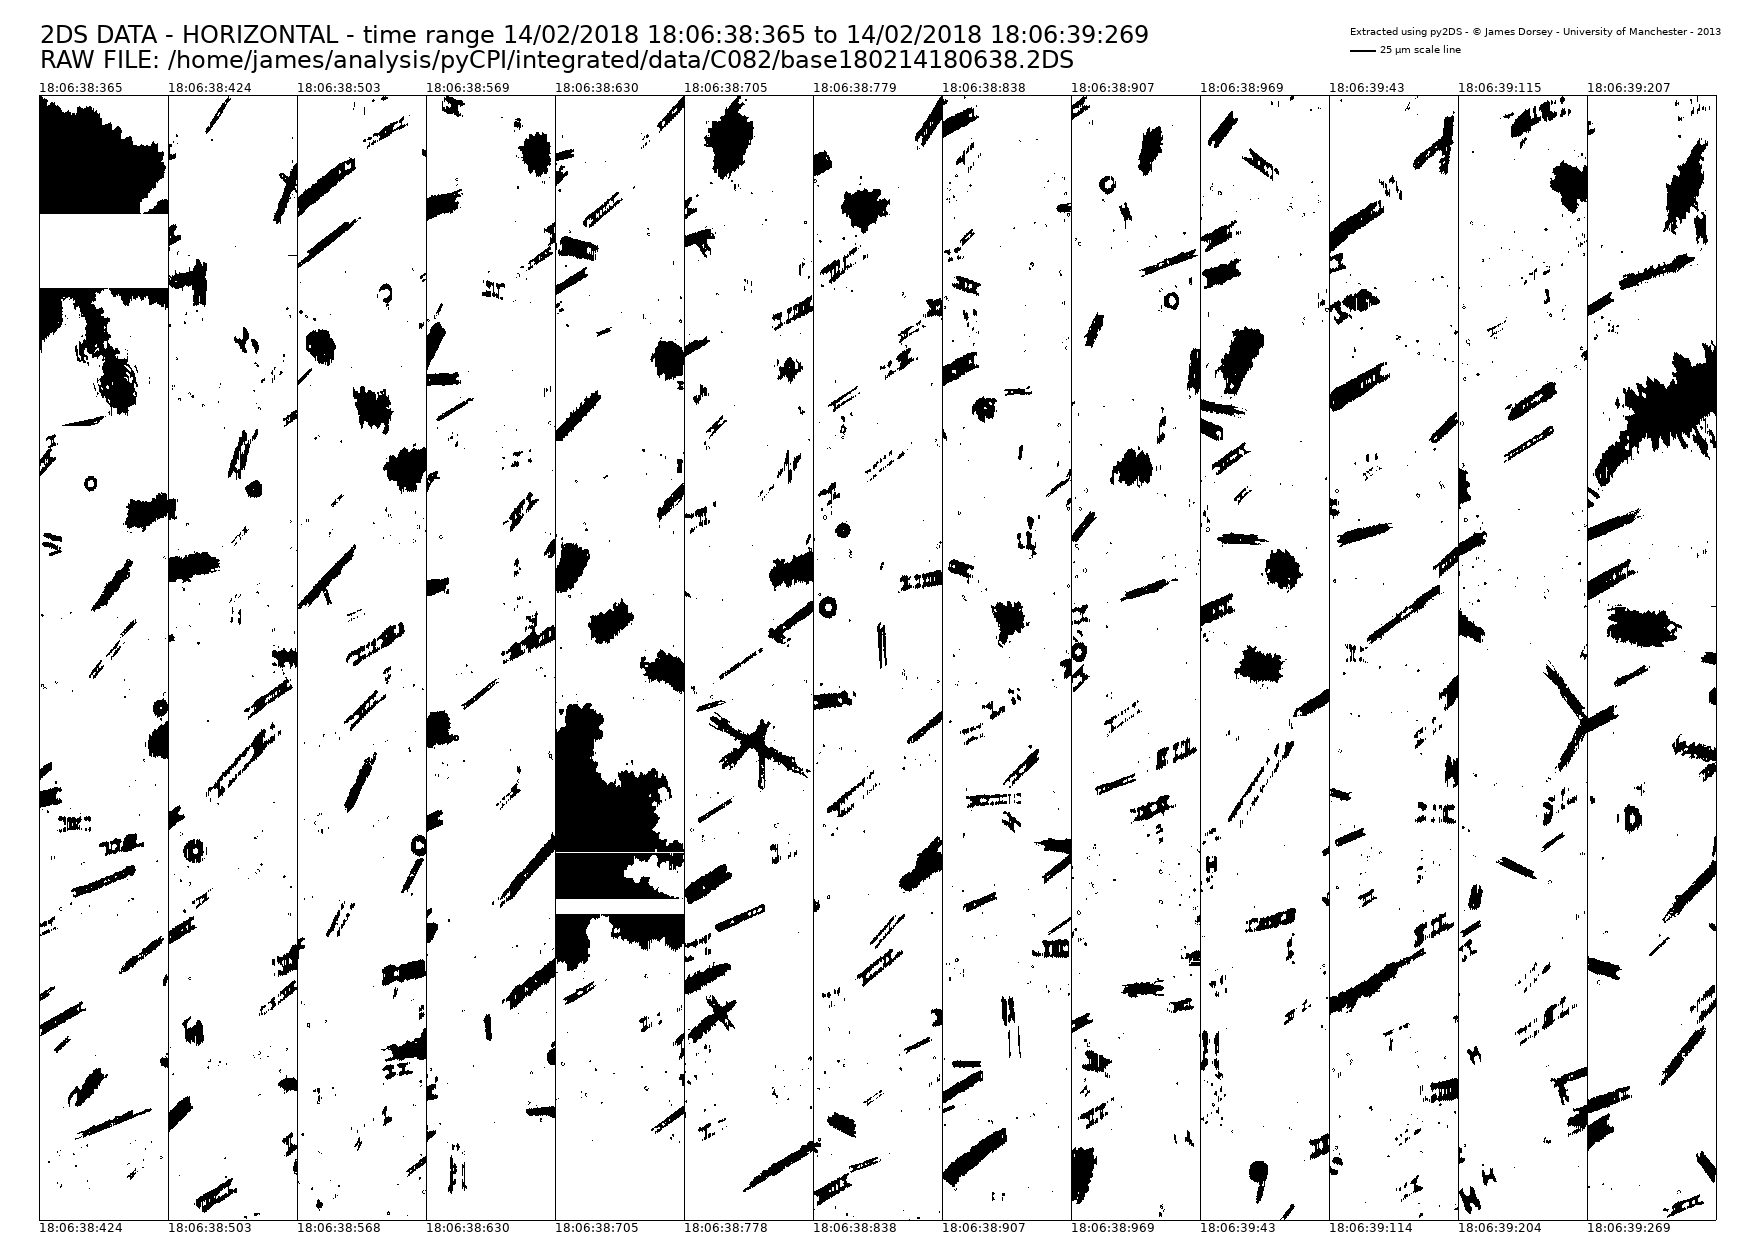 2DS DATA - HORIZONTAL - time range 14/02/2018 18:06:38:365 to 14/02/2018 18:06:39:269
RAW FILE: /home/james/analysis/pyCPI/integrated/data/C082/base180214180638.2DS
Extracted using py2DS - © James Dorsey - University of Manchester - 2013
25 µm scale line
18:06:38:365 18:06:38:424 18:06:38:503 18:06:38:569 18:06:38:630 18:06:38:705 18:06:38:779 18:06:38:838 18:06:38:907 18:06:38:969 18:06:39:43 18:06:39:115 18:06:39:207
18:06:38:424 18:06:38:503 18:06:38:568 18:06:38:630 18:06:38:705 18:06:38:778 18:06:38:838 18:06:38:907 18:06:38:969 18:06:39:43 18:06:39:114 18:06:39:204 18:06:39:269